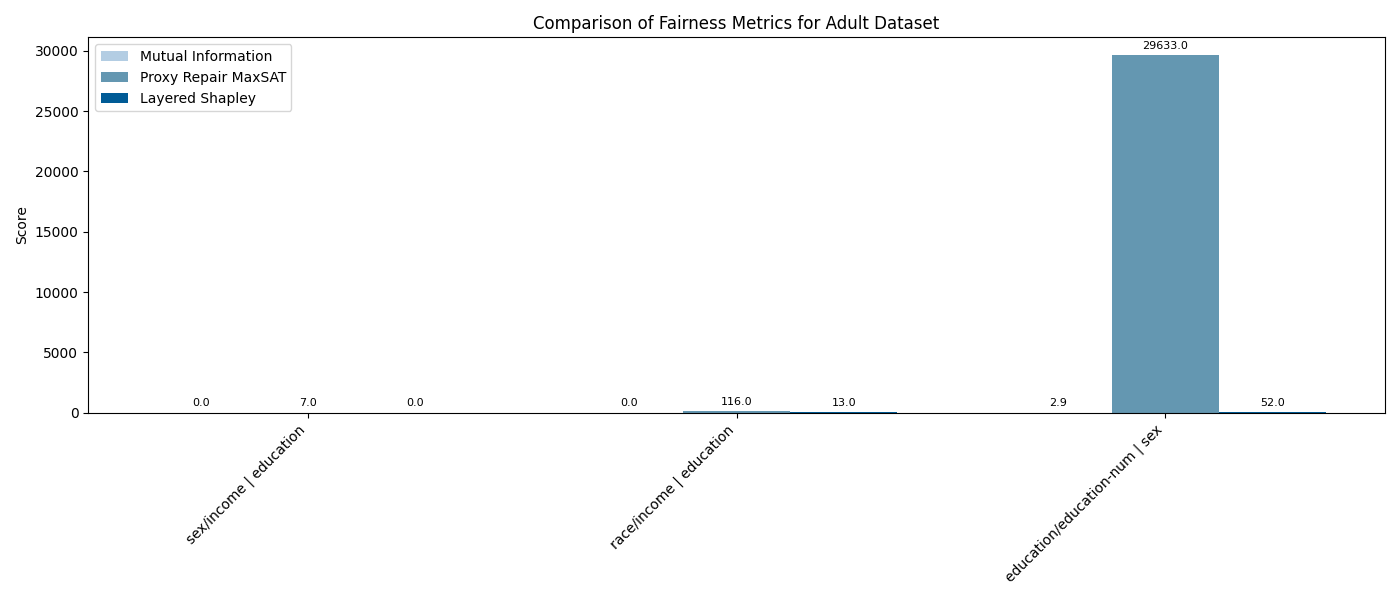 Comparison of Fairness Metrics for Adult Dataset
Mutual Information
Proxy Repair MaxSAT
Layered Shapley
Score
30000
25000
20000
15000
10000
5000
0
0.0
7.0
0.0
0.0
116.0
13.0
2.9
29633.0
52.0
sex/income | education
race/income | education
education/education-num | sex